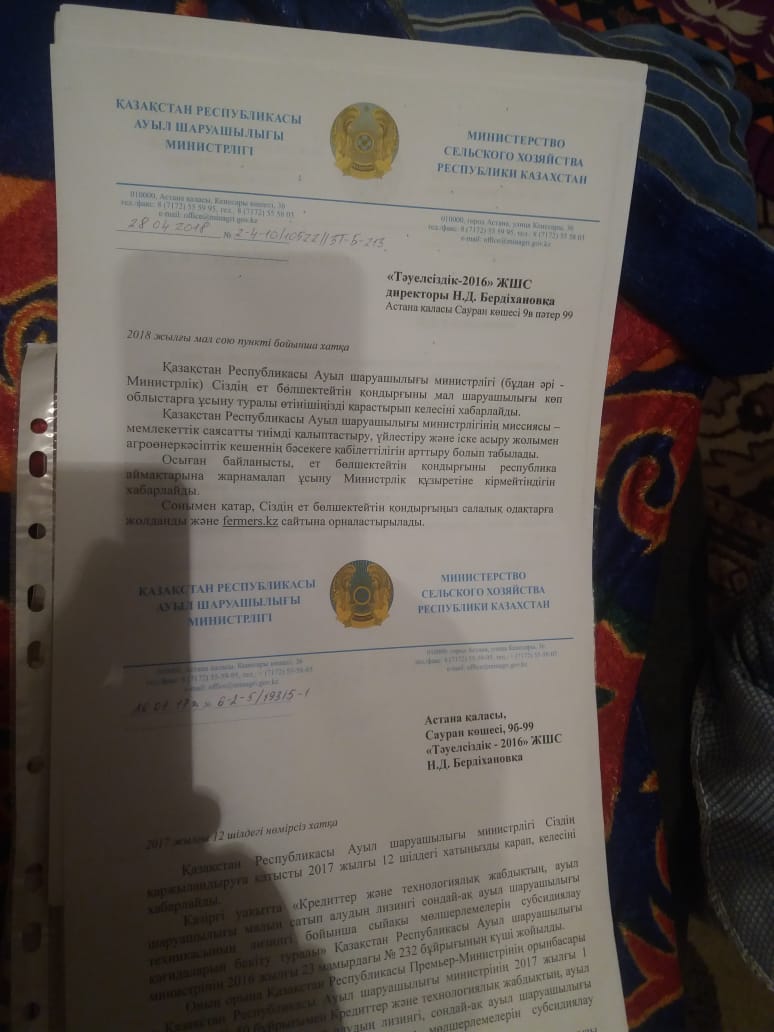 ҚАЗАҚСТАН РЕСПУБЛИКАСЫ
АУЫЛ ШАРУАШЫЛЫҒЫ
МИНИСТРЛІГІ
МИНИСТЕРСТВО
СЕЛЬСКОГО ХОЗЯЙСТВА
РЕСПУБЛИКИ КАЗАХСТАН
010000, Астана қаласы, Кенесары көшесі, 36
тел./факс: 8 (7172) 55 59 95, тел.: 8 (7172) 55 58 03
e-mail: office@minagri.gov.kz
010000, город Астана, улица Кенесары, 36
тел./факс: 8 (7172) 55 59 95, тел.: 8 (7172) 55 58 03
e-mail: office@minagri.gov.kz
28 04 2018 № 2-4-10/10522//ЗТ-Б-213
«Тәуелсіздік-2016» ЖШС
директоры Н.Д. Бердіхановқа
Астана қаласы Сауран көшесі 9в пәтер 99
2018 жылғы мал сою пункті бойынша хатқа
Қазақстан Республикасы Ауыл шаруашылығы министрлігі (бұдан әрі -
Министрлік) Сіздің ет бөлшектейтін қондырғыны мал шаруашылығы көп
облыстарға ұсыну туралы өтінішіңізді қарастырып келесіні хабарлайды.
Қазақстан Республикасы Ауыл шаруашылығы министрлігінің миссиясы –
мемлекеттік саясатты тиімді қалыптастыру, үйлестіру және іске асыру жолымен
агроөнеркәсіптік кешеннің бәсекеге қабілеттілігін арттыру болып табылады.
Осыған байланысты, ет бөлшектейтін қондырғыны республика
аймақтарына жарнамалап ұсыну Министрлік құзыретіне кірмейтіндігін
хабарлайды.
Сонымен қатар, Сіздің ет бөлшектейтін қондырғыңыз салалық одақтарға
жолданды және fermers.kz сайтына орналастырылады.
ҚАЗАҚСТАН РЕСПУБЛИКАСЫ
АУЫЛ ШАРУАШЫЛЫҒЫ
МИНИСТРЛІГІ
МИНИСТЕРСТВО
СЕЛЬСКОГО ХОЗЯЙСТВА
РЕСПУБЛИКИ КАЗАХСТАН
010000, Астана қаласы, Кенесары көшесі, 36
тел./факс: 8 (7172) 55-59-95, тел.: (7172) 55-58-03
e-mail: office@minagri.gov.kz
010000 город Астана, улица Кенесары, 36
тел./факс: 8 (7172) 55-59-95, тел.: (7172) 55-58-03
e-mail: office@minagri.gov.kz
№ 6-2-5/19315-1
Астана қаласы,
Сауран көшесі, 9б-99
«Тәуелсіздік - 2016» ЖШС
Н.Д. Бердіхановқа
2017 жылғы 12 шілдегі нөмірсіз хатқа
Қазақстан Республикасы Ауыл шаруашылығы министрлігі Сіздің
қаржыландыруға қатысты 2017 жылғы 12 шілдегі хатыңызды қарап, келесіні
хабарлайды.
Қазіргі уақытта «Кредиттер және технологиялық жабдықтың, ауыл
шаруашылығы малын сатып алудың лизингі сондай-ақ ауыл шаруашылығы
техникасының лизингі бойынша сыйақы мөлшерлемелерін субсидиялау
қағидаларын бекіту туралы» Қазақстан Республикасы Ауыл шаруашылығы
министрінің 2016 жылғы 23 мамырдағы № 232 бұйрығының күші жойылды.
Оның орына Қазақстан Республикасы Премьер-Министрінің орынбасары
Қазақстан Республикасы Ауыл шаруашылығы министрінің 2017 жылғы 1
бұйрығымен Кредиттер және технологиялық жабдықтың, ауыл
алудың лизингі, сондай-ақ ауыл шаруашылығы
мөлшерлемелерін субсидиялау